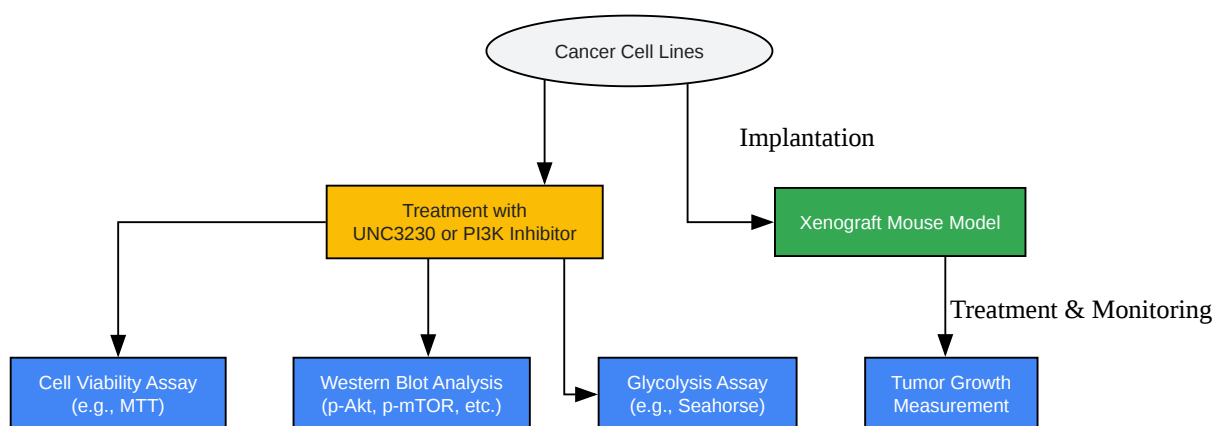 Cancer Cell Lines
Implantation
Treatment with
UNC3230 or PI3K Inhibitor
Xenograft Mouse Model
Treatment & Monitoring
Cell Viability Assay
(e.g., MTT)
Western Blot Analysis
(p-Akt, p-mTOR, etc.)
Glycolysis Assay
(e.g., Seahorse)
Tumor Growth
Measurement